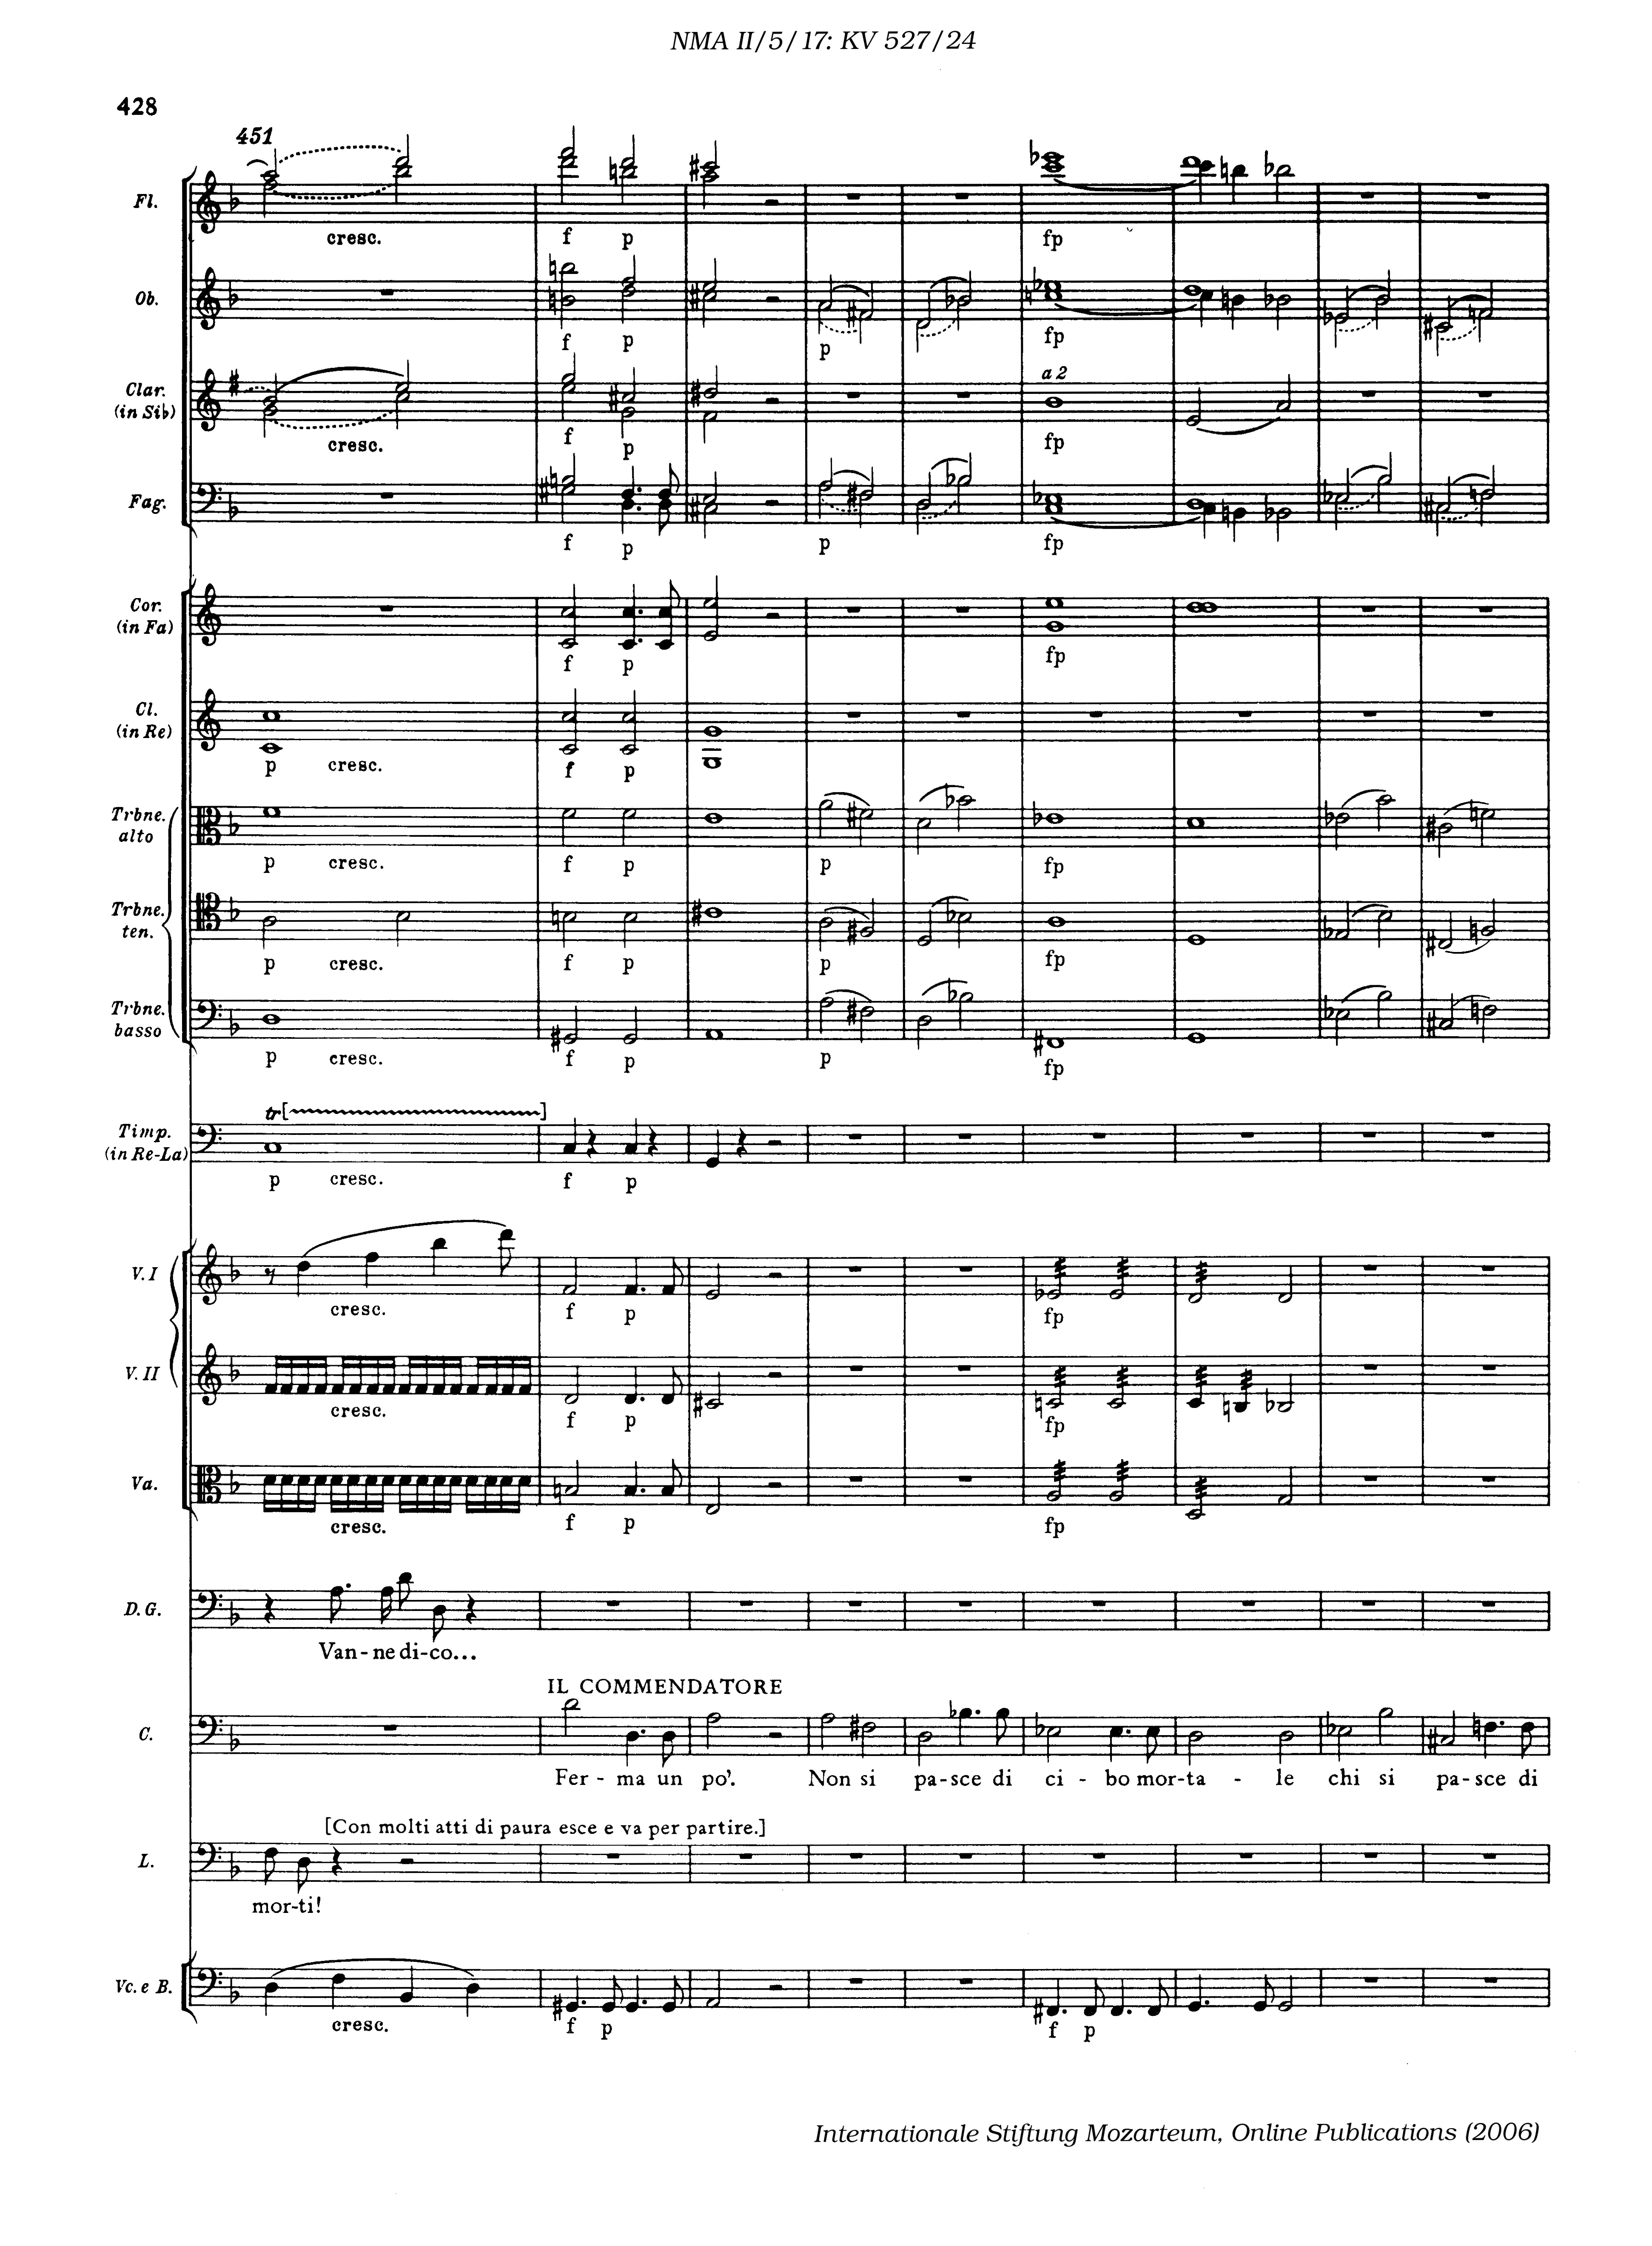 NMA II/5/17: KV 527/24
428
451
Fl.
cresc. f p fp
Ob.
f p p fp
a 2
Clar.
(in Si♭)
cresc. f p fp
Fag.
f p p fp
Cor.
(in Fa)
f p fp
Cl.
(in Re)
p cresc. f p
Trbne.
alto
p cresc. f p p fp
Trbne.
ten.
p cresc. f p p fp
Trbne.
basso
p cresc. f p p fp
tr[ ]
Timp.
(in Re-La)
p cresc. f p
V. I
cresc. f p fp
V. II
cresc. f p fp
Va.
cresc. f p fp
D. G.
Van-ne di-co...
IL COMMENDATORE
C.
Fer - ma un po'. Non si pa-sce di ci - bo mor-ta - le chi si pa-sce di
[Con molti atti di paura esce e va per partire.]
L.
mor-ti!
Vc. e B.
cresc. f p f p
Internationale Stiftung Mozarteum, Online Publications (2006)